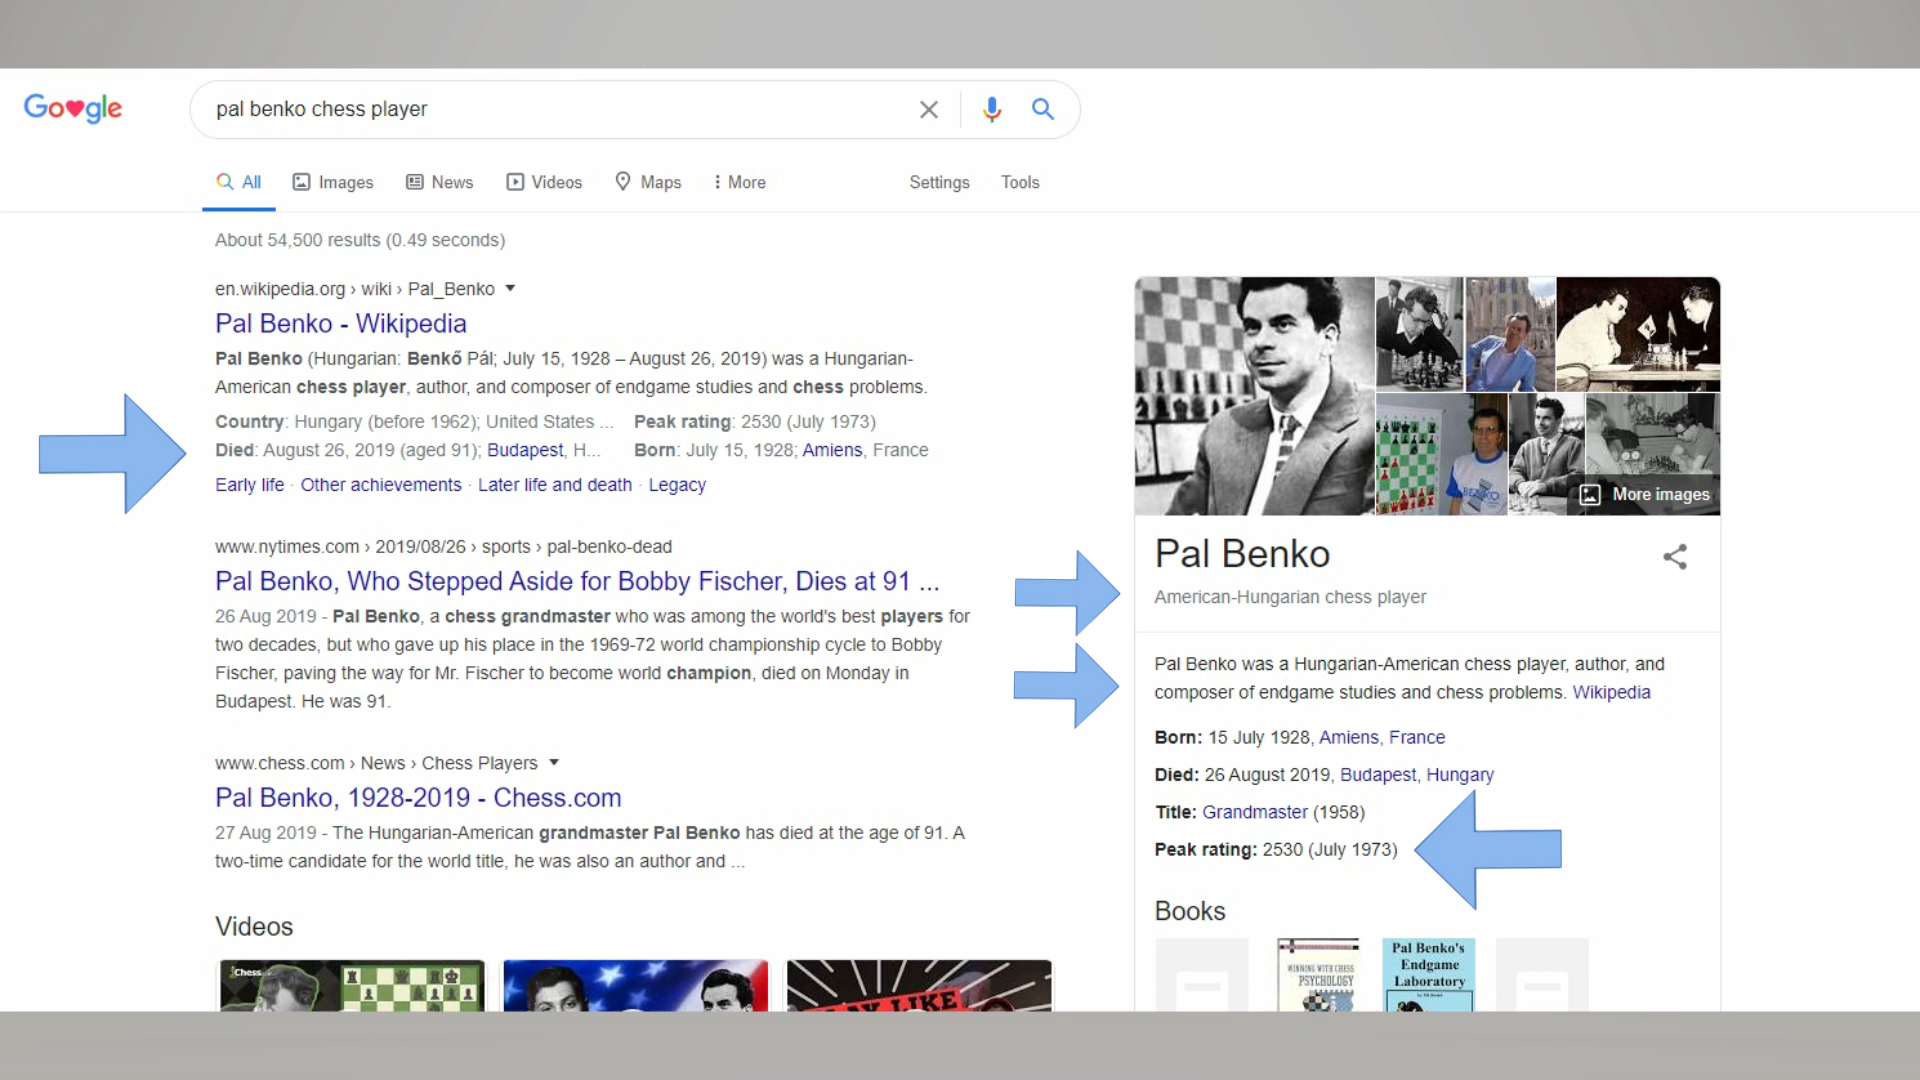 Google
pal benko chess player
All Images News Videos Maps More Settings Tools
About 54,500 results (0.49 seconds)
en.wikipedia.org › wiki › Pal_Benko
Pal Benko - Wikipedia
Pal Benko (Hungarian: Benkő Pál; July 15, 1928 – August 26, 2019) was a Hungarian-
American chess player, author, and composer of endgame studies and chess problems.
Country: Hungary (before 1962); United States ... Peak rating: 2530 (July 1973)
Died: August 26, 2019 (aged 91); Budapest, H... Born: July 15, 1928; Amiens, France
Early life · Other achievements · Later life and death · Legacy
www.nytimes.com › 2019/08/26 › sports › pal-benko-dead
Pal Benko, Who Stepped Aside for Bobby Fischer, Dies at 91 ...
26 Aug 2019 - Pal Benko, a chess grandmaster who was among the world's best players for
two decades, but who gave up his place in the 1969-72 world championship cycle to Bobby
Fischer, paving the way for Mr. Fischer to become world champion, died on Monday in
Budapest. He was 91.
www.chess.com › News › Chess Players
Pal Benko, 1928-2019 - Chess.com
27 Aug 2019 - The Hungarian-American grandmaster Pal Benko has died at the age of 91. A
two-time candidate for the world title, he was also an author and ...
Videos
Chess...
LIKE
BENKO
More images
Pal Benko
American-Hungarian chess player
Pal Benko was a Hungarian-American chess player, author, and
composer of endgame studies and chess problems. Wikipedia
Born: 15 July 1928, Amiens, France
Died: 26 August 2019, Budapest, Hungary
Title: Grandmaster (1958)
Peak rating: 2530 (July 1973)
Books
WINNING WITH CHESS
PSYCHOLOGY
Pal Benko's
Endgame
Laboratory